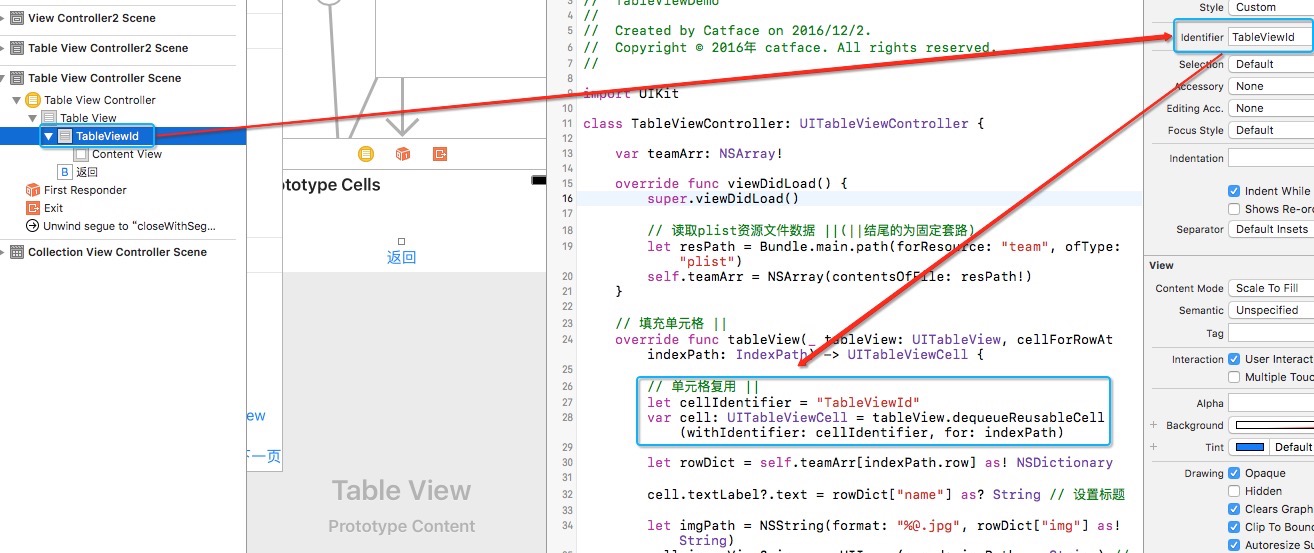 View Controller2 Scene
Table View Controller2 Scene
Table View Controller Scene
Table View Controller
Table View
TableViewId
Content View
B 返回
First Responder
Exit
Unwind segue to "closeWithSeg...
Collection View Controller Scene
ototype Cells
返回
ew
下一页
Table View
Prototype Content
3 // TableViewDemo
4 //
5 // Created by Catface on 2016/12/2.
6 // Copyright © 2016年 catface. All rights reserved.
7 //
8
9 import UIKit
10
11 class TableViewController: UITableViewController {
12
13 var teamArr: NSArray!
14
15 override func viewDidLoad() {
16 super.viewDidLoad()
17
18 // 读取plist资源文件数据 ||(||结尾的为固定套路)
19 let resPath = Bundle.main.path(forResource: "team", ofType:
"plist")
20 self.teamArr = NSArray(contentsOfFile: resPath!)
21 }
22
23 // 填充单元格 ||
24 override func tableView(_ tableView: UITableView, cellForRowAt
indexPath: IndexPath) -> UITableViewCell {
25
26 // 单元格复用 ||
27 let cellIdentifier = "TableViewId"
28 var cell: UITableViewCell = tableView.dequeueReusableCell
(withIdentifier: cellIdentifier, for: indexPath)
29
30 let rowDict = self.teamArr[indexPath.row] as! NSDictionary
31
32 cell.textLabel?.text = rowDict["name"] as? String // 设置标题
33
34 let imgPath = NSString(format: "%@.jpg", rowDict["img"] as!
String)
Style Custom
Identifier TableViewId
Selection Default
Accessory None
Editing Acc. None
Focus Style Default
Indentation
Indent While
Shows Re-ord
Separator Default Insets
View
Content Mode Scale To Fill
Semantic Unspecified
Tag
Interaction User Interact
Multiple Touc
Alpha
+ Background
+ Tint Default
Drawing Opaque
Hidden
Clears Graph
Clip To Boun
Autoresize Su